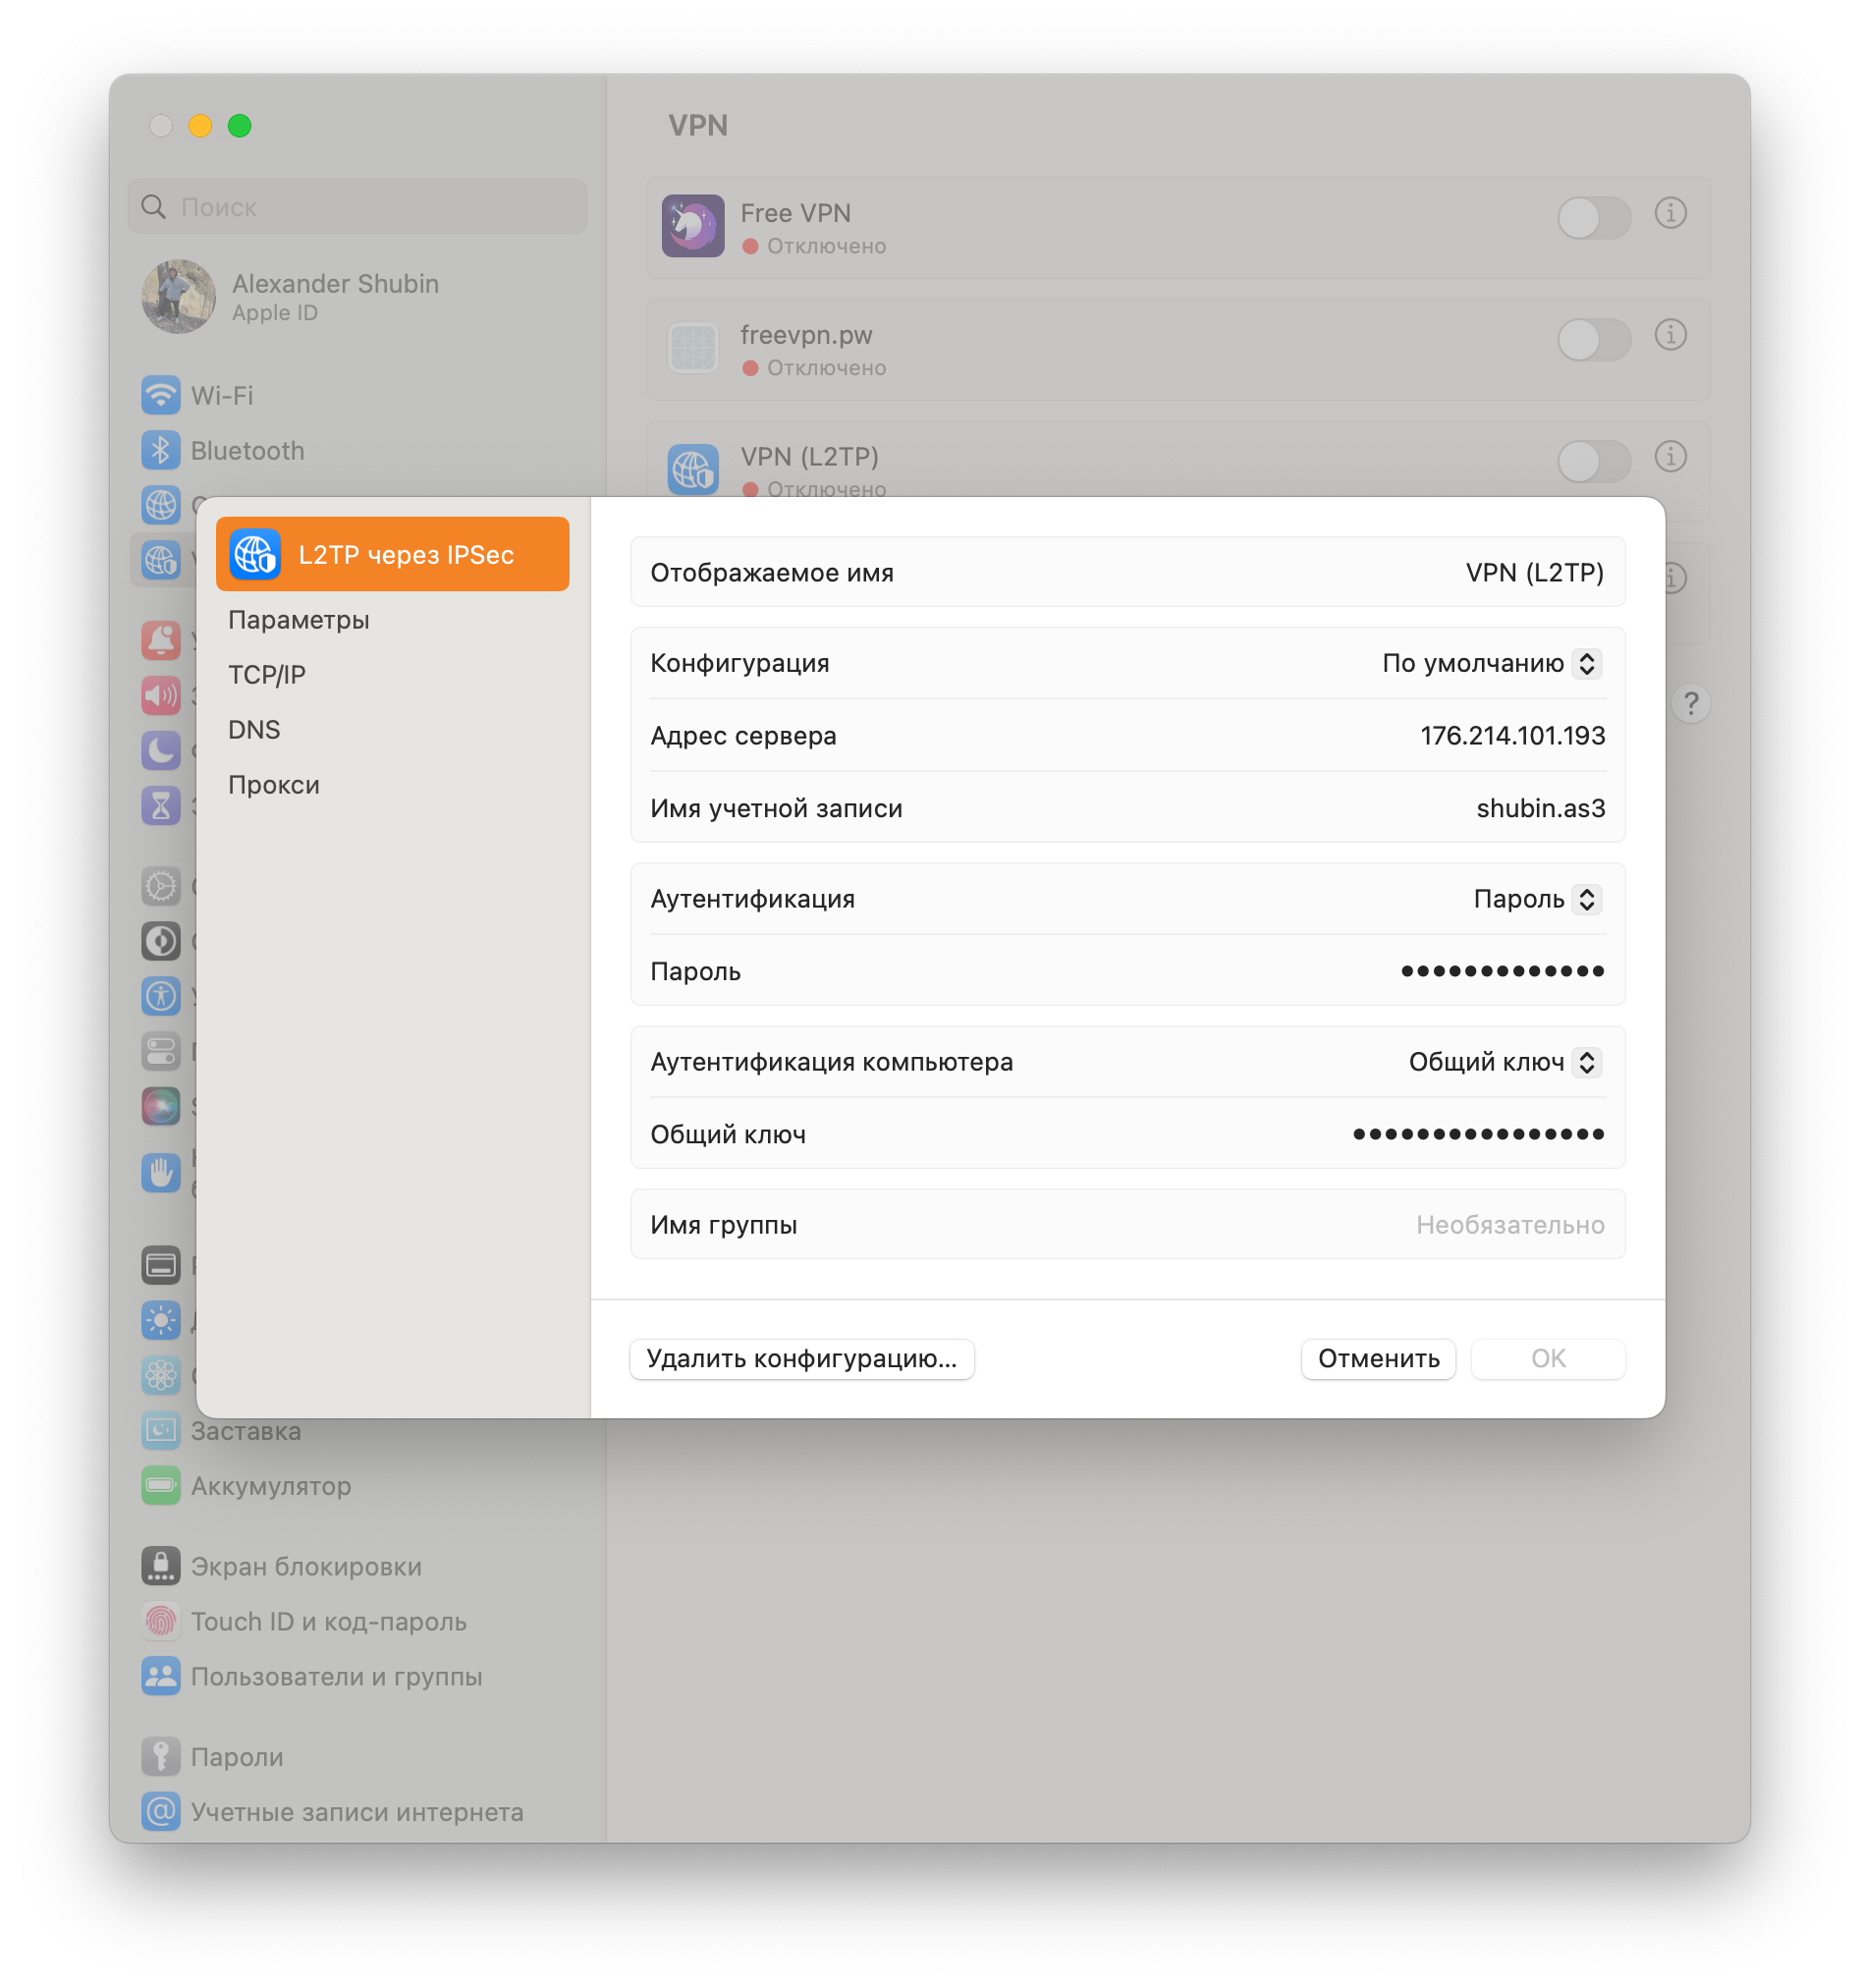 VPN
Поиск
Alexander Shubin
Apple ID
Wi-Fi
Bluetooth
Free VPN
Отключено
freevpn.pw
Отключено
VPN (L2TP)
Отключено
L2TP через IPSec
Параметры
TCP/IP
DNS
Прокси
Отображаемое имя VPN (L2TP)
Конфигурация По умолчанию
Адрес сервера 176.214.101.193
Имя учетной записи shubin.as3
Аутентификация Пароль
Пароль •••••••••••••
Аутентификация компьютера Общий ключ
Общий ключ ••••••••••••••••
Имя группы Необязательно
Удалить конфигурацию...
Отменить
OK
?
Заставка
Аккумулятор
Экран блокировки
Touch ID и код-пароль
Пользователи и группы
Пароли
Учетные записи интернета